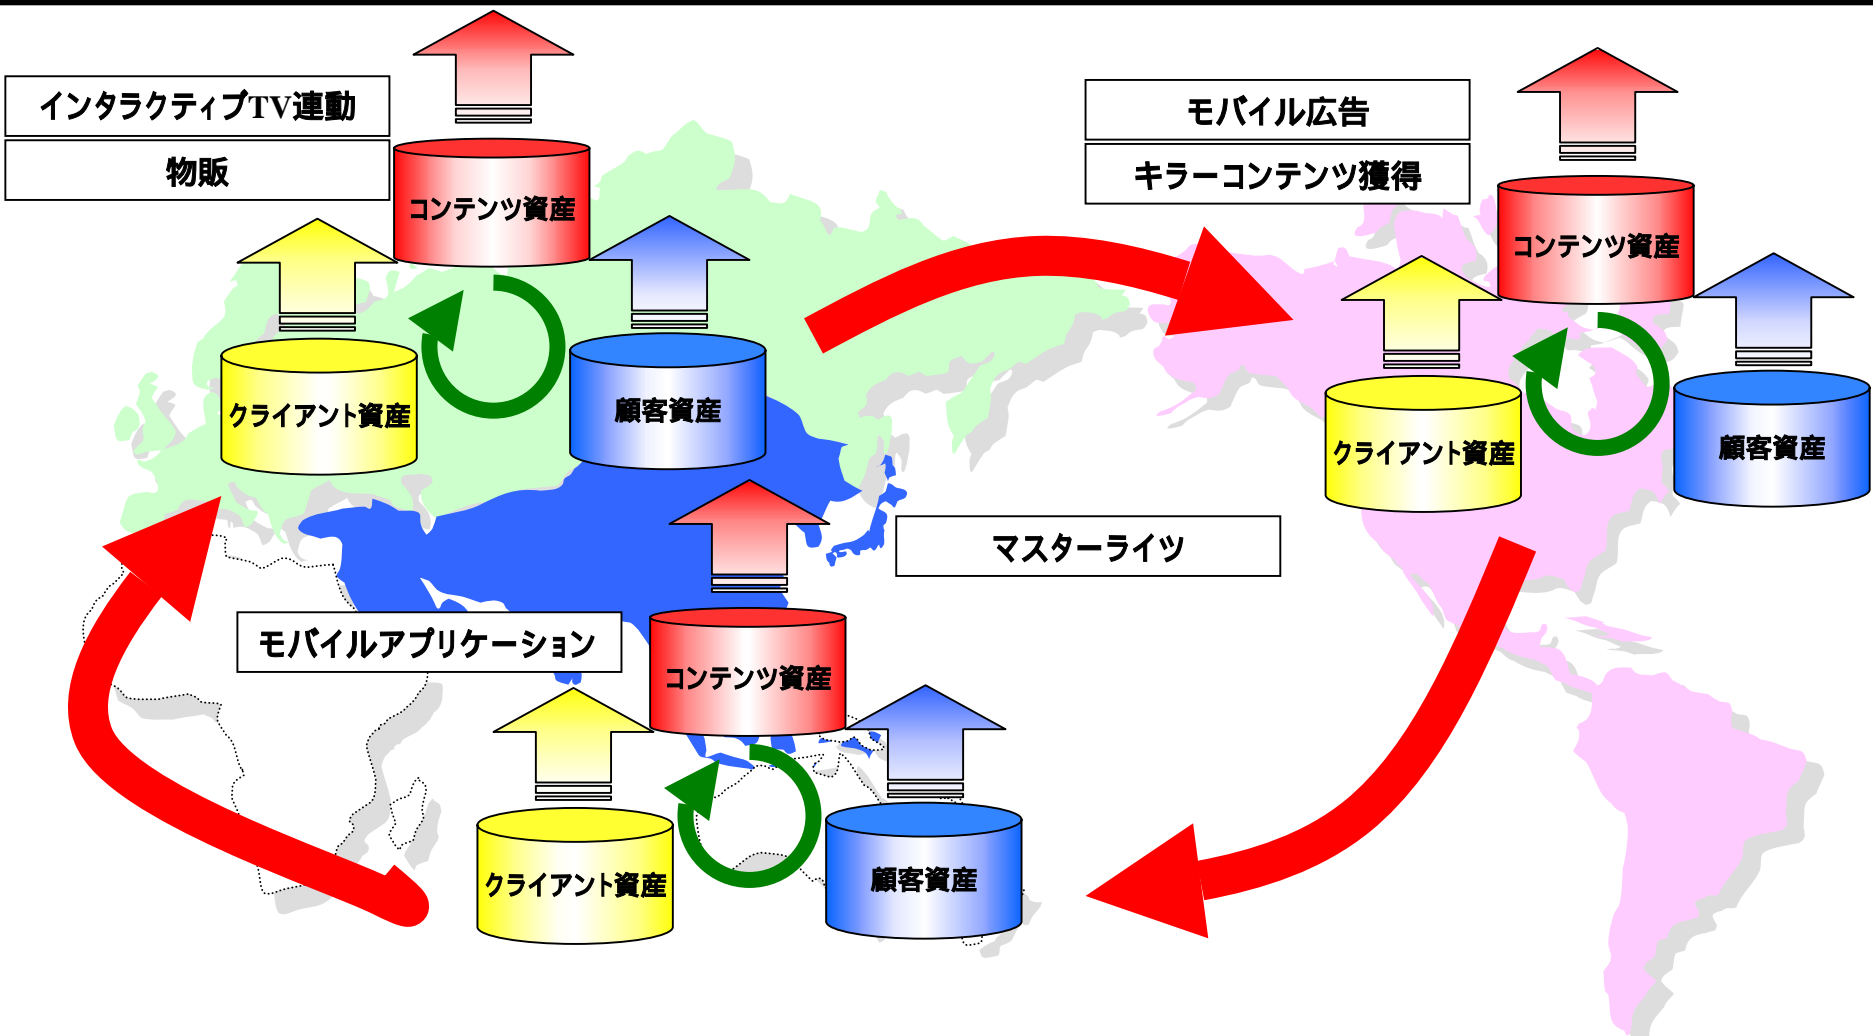 インタラクティブTV連動
物販
コンテンツ資産
クライアント資産
顧客資産
モバイル広告
キラーコンテンツ獲得
コンテンツ資産
クライアント資産
顧客資産
マスターライツ
モバイルアプリケーション
コンテンツ資産
クライアント資産
顧客資産